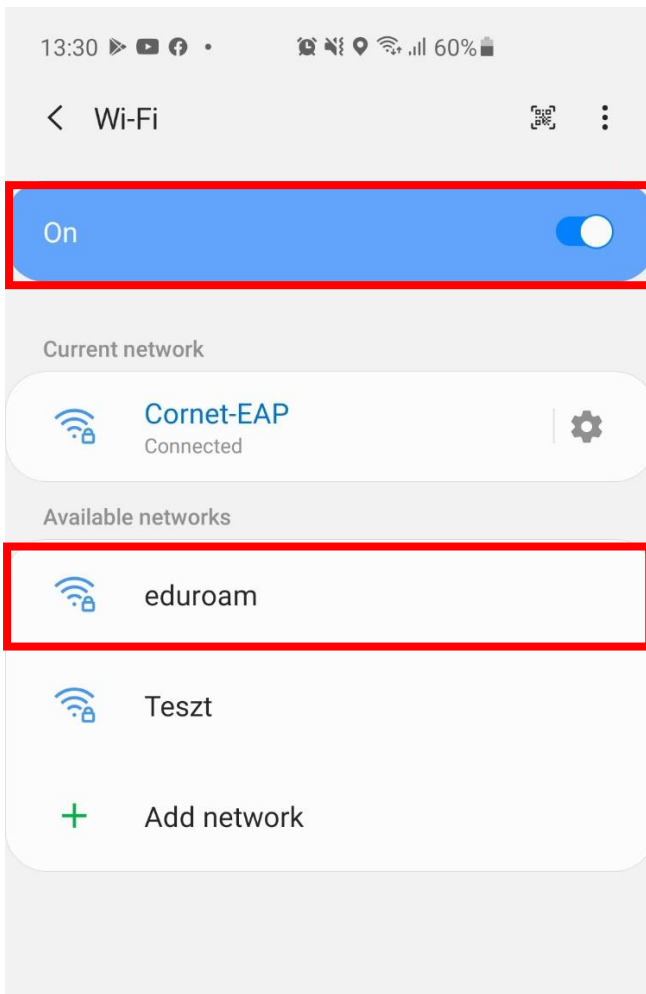 13:30 60%
Wi-Fi
On
Current network
Cornet-EAP
Connected
Available networks
eduroam
Teszt
Add network